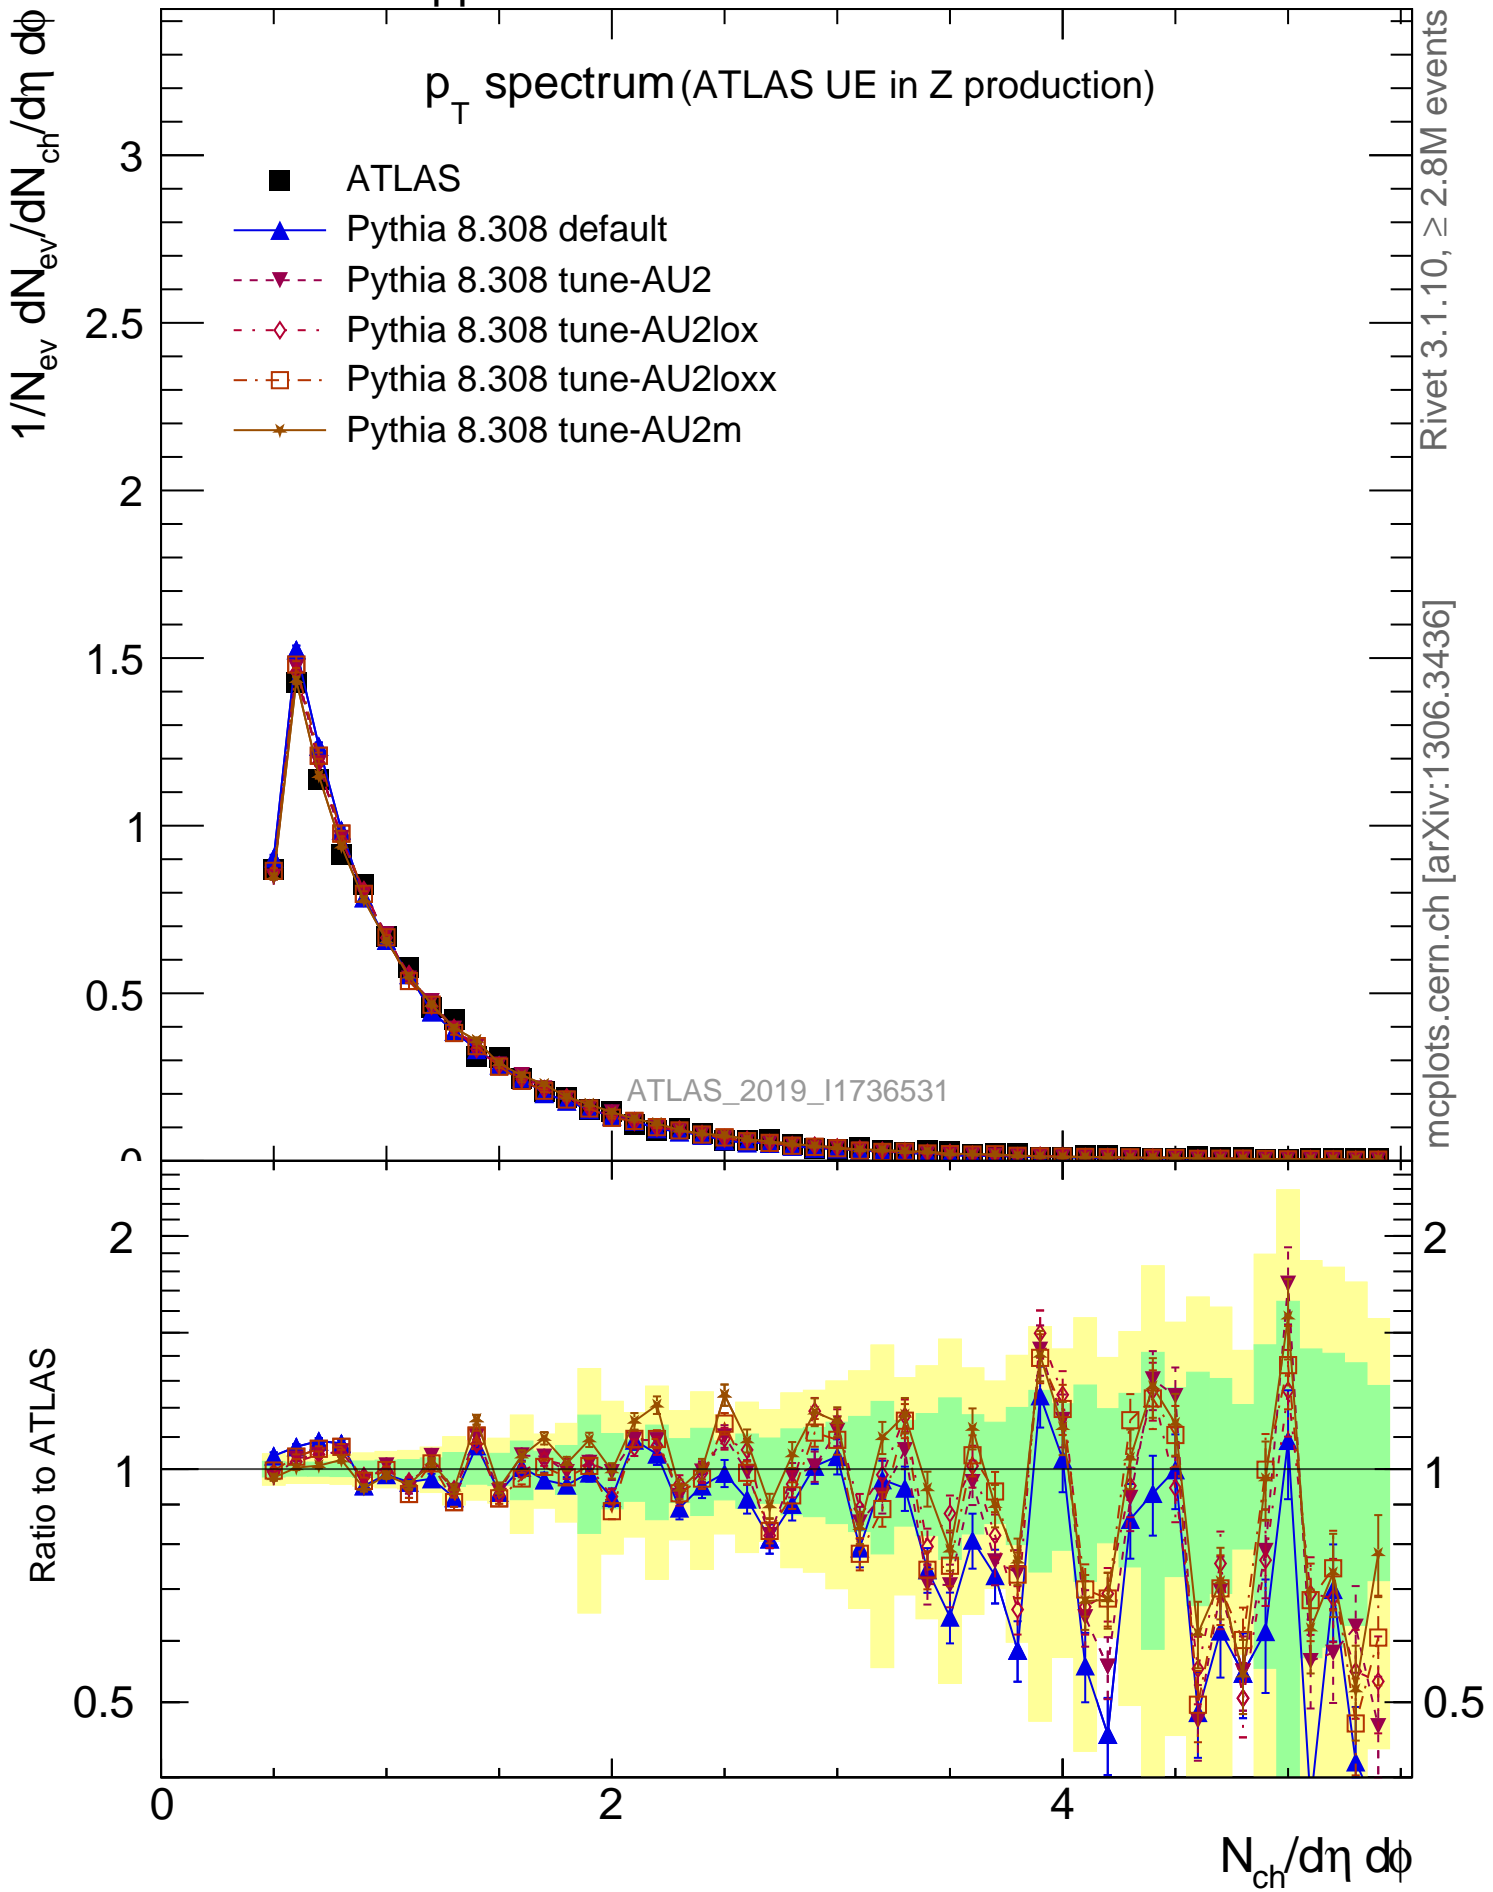 p_T spectrum (ATLAS UE in Z production)
1/N_ev dN_ev/dN_ch/dη dϕ
ATLAS
Pythia 8.308 default
Pythia 8.308 tune-AU2
Pythia 8.308 tune-AU2lox
Pythia 8.308 tune-AU2loxx
Pythia 8.308 tune-AU2m
3
2.5
2
1.5
1
0.5
0
ATLAS_2019_I1736531
Rivet 3.1.10, ≥ 2.8M events
mcplots.cern.ch [arXiv:1306.3436]
Ratio to ATLAS
2
1
0.5
2
1
0.5
0 2 4
N_ch/dη dϕ